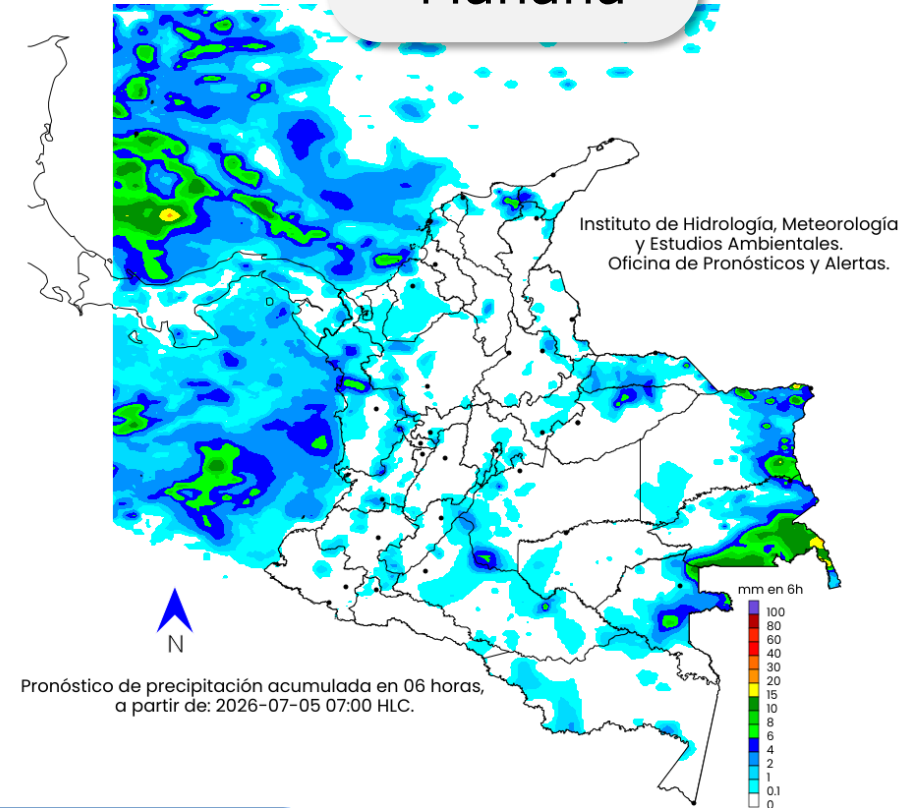 Mañana
Instituto de Hidrología, Meteorología
y Estudios Ambientales.
Oficina de Pronósticos y Alertas.
mm en 6h
100
80
60
40
30
20
15
10
8
6
4
2
1
0.1
0
N
Pronóstico de precipitación acumulada en 06 horas,
a partir de: 2026-07-05 07:00 HLC.